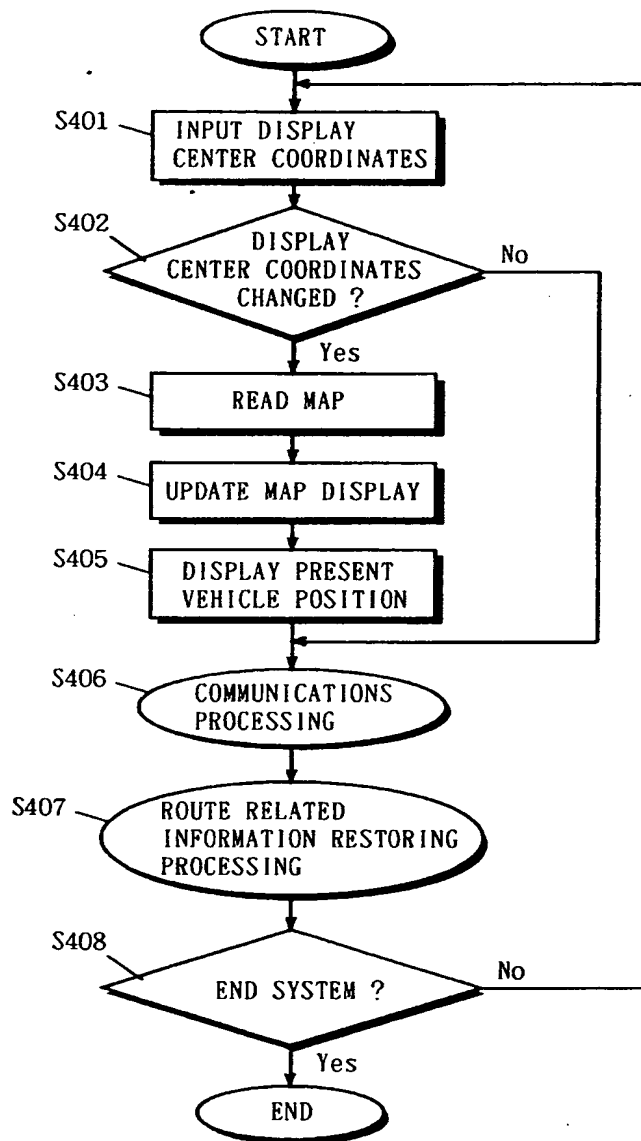 START
S401
INPUT DISPLAY
CENTER COORDINATES
S402
DISPLAY
CENTER COORDINATES
CHANGED ?
No
Yes
S403
READ MAP
S404
UPDATE MAP DISPLAY
S405
DISPLAY PRESENT
VEHICLE POSITION
S406
COMMUNICATIONS
PROCESSING
S407
ROUTE RELATED
INFORMATION RESTORING
PROCESSING
S408
END SYSTEM ?
No
Yes
END